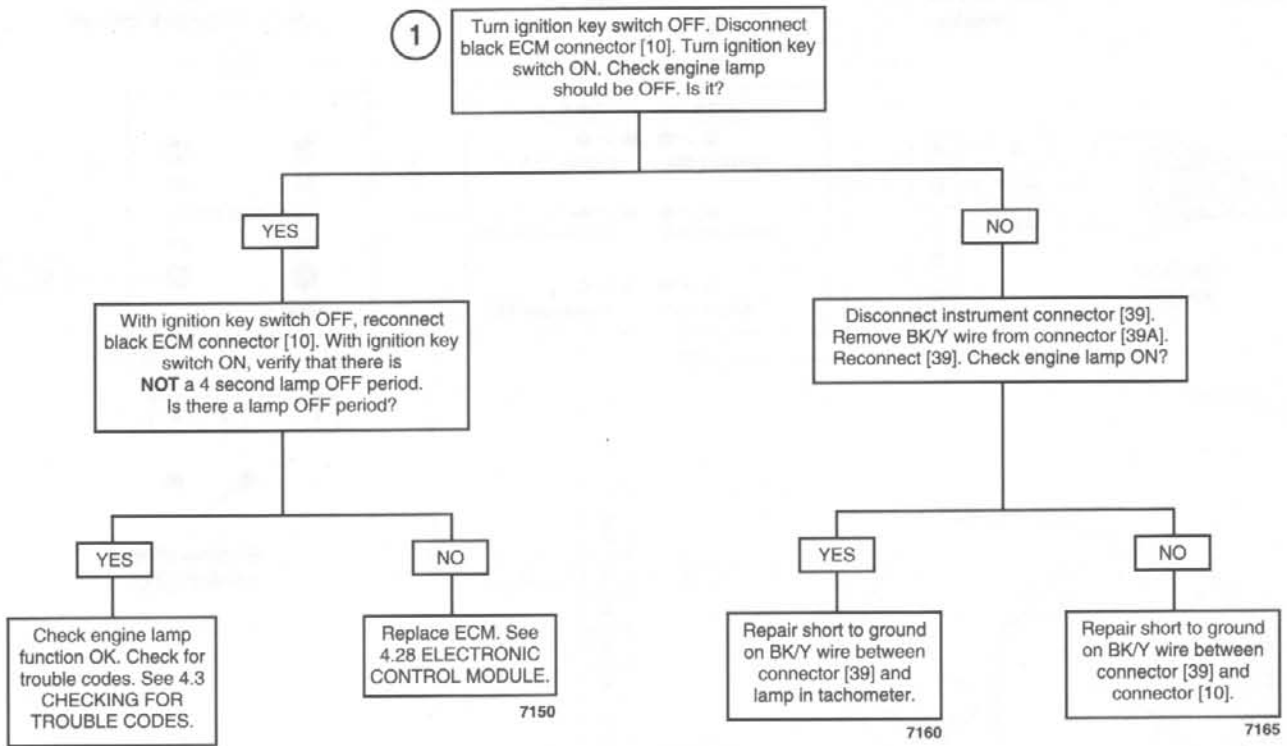 1
Turn ignition key switch OFF. Disconnect
black ECM connector [10]. Turn ignition key
switch ON. Check engine lamp
should be OFF. Is it?
YES
NO
With ignition key switch OFF, reconnect
black ECM connector [10]. With ignition key
switch ON, verify that there is
NOT a 4 second lamp OFF period.
Is there a lamp OFF period?
Disconnect instrument connector [39].
Remove BK/Y wire from connector [39A].
Reconnect [39]. Check engine lamp ON?
YES
NO
YES
NO
Check engine lamp
function OK. Check for
trouble codes. See 4.3
CHECKING FOR
TROUBLE CODES.
Replace ECM. See
4.28 ELECTRONIC
CONTROL MODULE.
7150
Repair short to ground
on BK/Y wire between
connector [39] and
lamp in tachometer.
7160
Repair short to ground
on BK/Y wire between
connector [39] and
connector [10].
7165